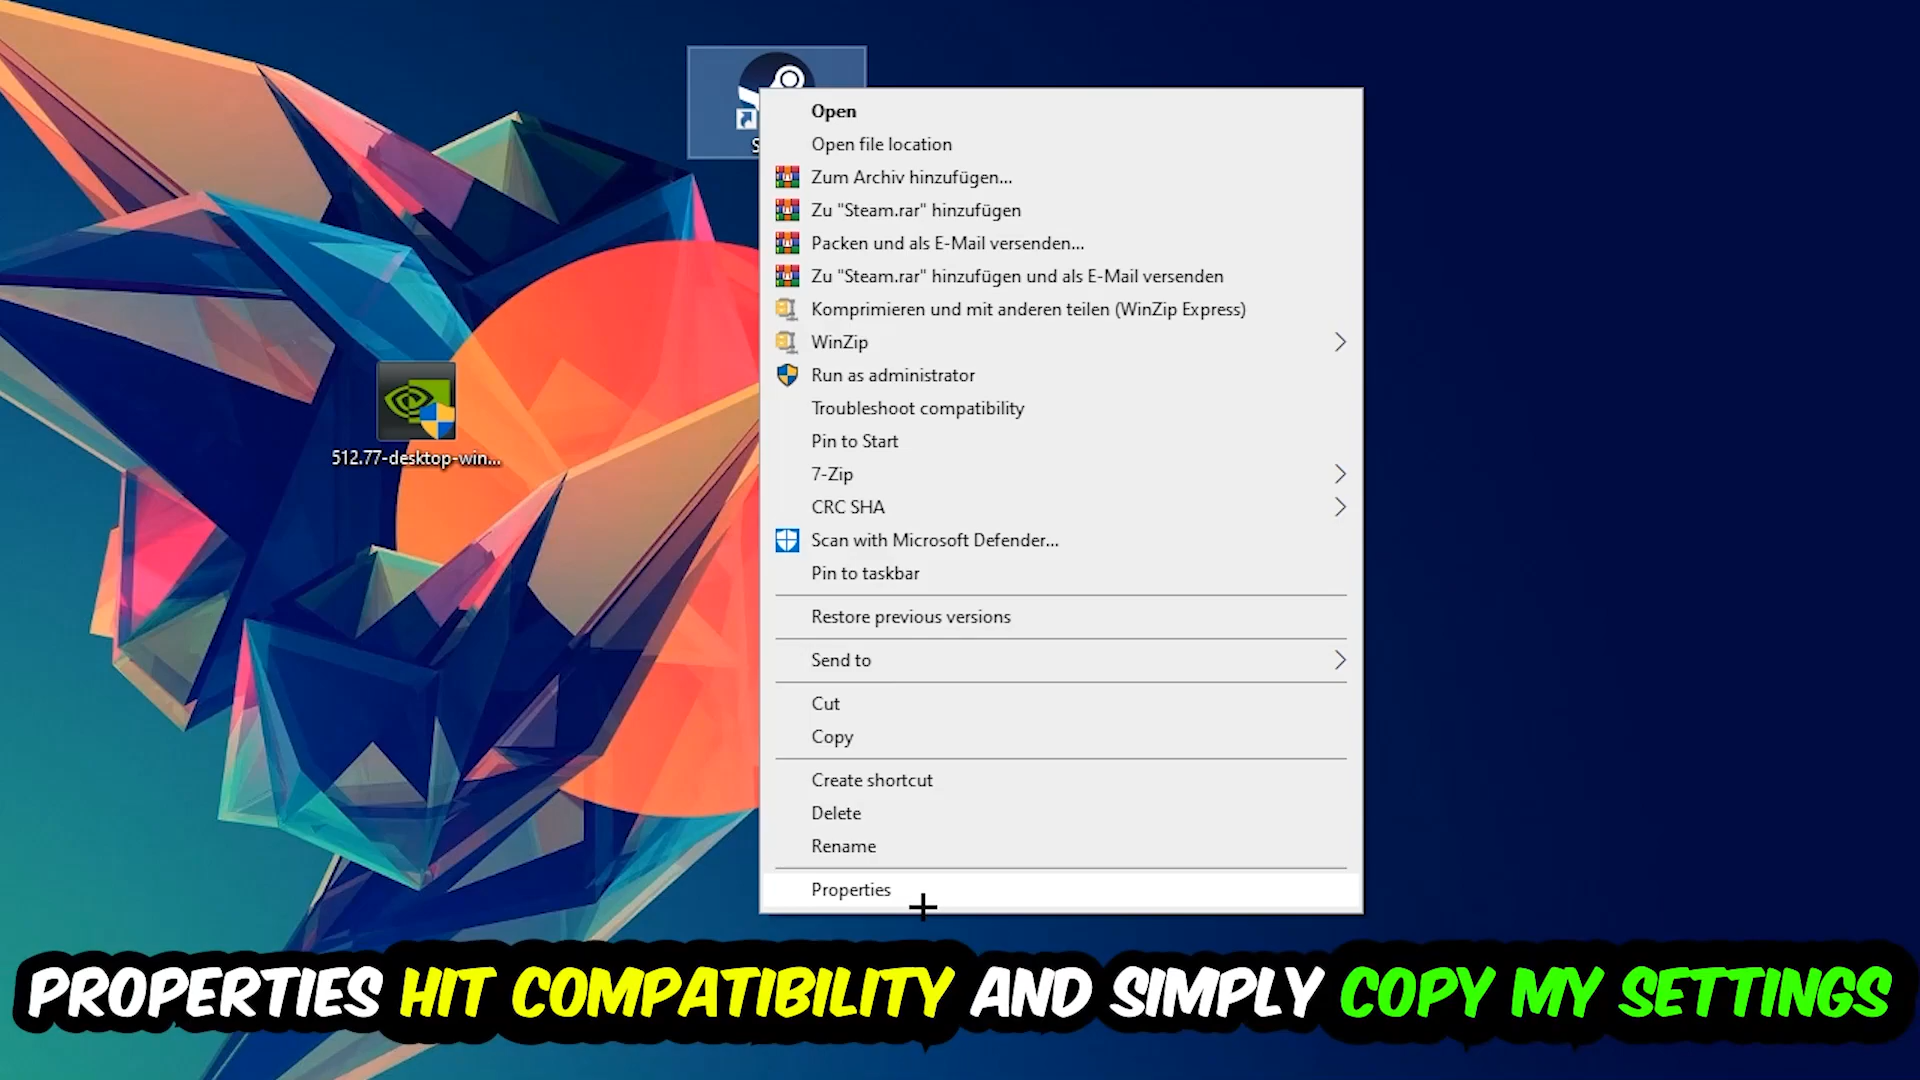 Open
Open file location
Zum Archiv hinzufügen...
Zu "Steam.rar" hinzufügen
Packen und als E-Mail versenden...
Zu "Steam.rar" hinzufügen und als E-Mail versenden
Komprimieren und mit anderen teilen (WinZip Express)
WinZip
Run as administrator
Troubleshoot compatibility
Pin to Start
7-Zip
CRC SHA
Scan with Microsoft Defender...
Pin to taskbar
Restore previous versions
Send to
Cut
Copy
Create shortcut
Delete
Rename
Properties
512.77-desktop-win...
PROPERTIES HIT COMPATIBILITY AND SIMPLY COPY MY SETTINGS